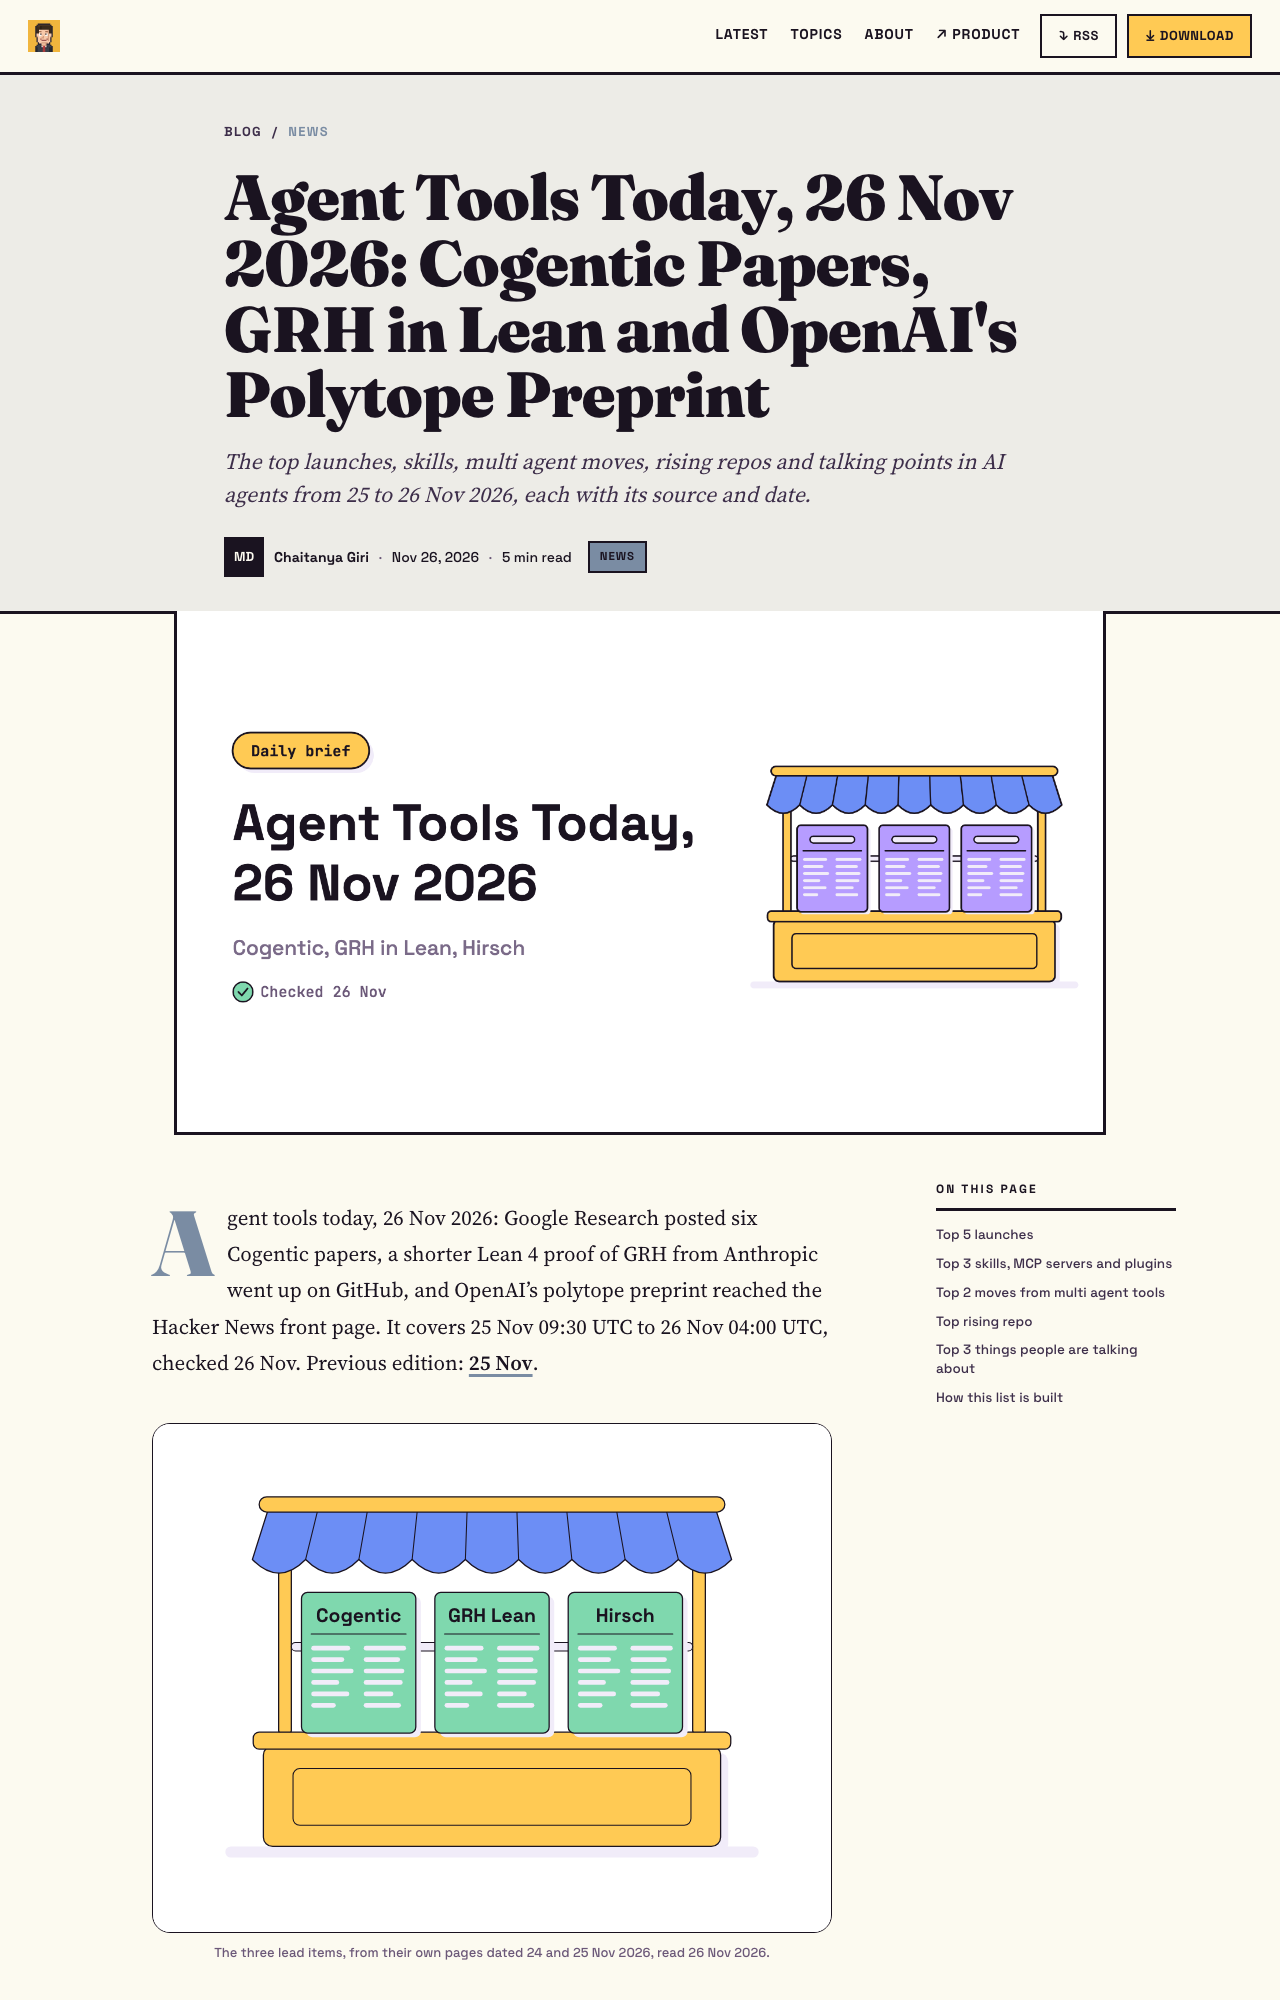 LATEST TOPICS ABOUT ↗ PRODUCT ⤵ RSS ⤓ DOWNLOAD
BLOG / NEWS
Agent Tools Today, 26 Nov
2026: Cogentic Papers,
GRH in Lean and OpenAI's
Polytope Preprint
The top launches, skills, multi agent moves, rising repos and talking points in AI
agents from 25 to 26 Nov 2026, each with its source and date.
MD Chaitanya Giri · Nov 26, 2026 · 5 min read NEWS
Daily brief
Agent Tools Today,
26 Nov 2026
Cogentic, GRH in Lean, Hirsch
Checked 26 Nov
Agent tools today, 26 Nov 2026: Google Research posted six
Cogentic papers, a shorter Lean 4 proof of GRH from Anthropic
went up on GitHub, and OpenAI’s polytope preprint reached the
Hacker News front page. It covers 25 Nov 09:30 UTC to 26 Nov 04:00 UTC,
checked 26 Nov. Previous edition: 25 Nov.
Cogentic GRH Lean Hirsch
The three lead items, from their own pages dated 24 and 25 Nov 2026, read 26 Nov 2026.
ON THIS PAGE
Top 5 launches
Top 3 skills, MCP servers and plugins
Top 2 moves from multi agent tools
Top rising repo
Top 3 things people are talking
about
How this list is built